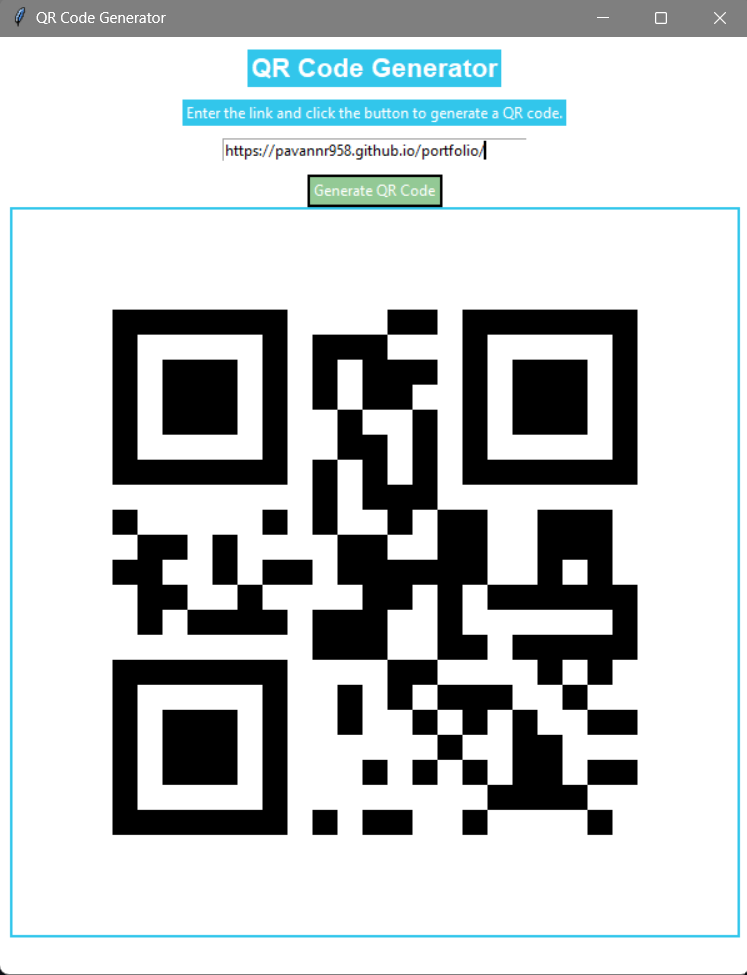 QR Code Generator
QR Code Generator
Enter the link and click the button to generate a QR code.
https://pavannr958.github.io/portfolio/
Generate QR Code